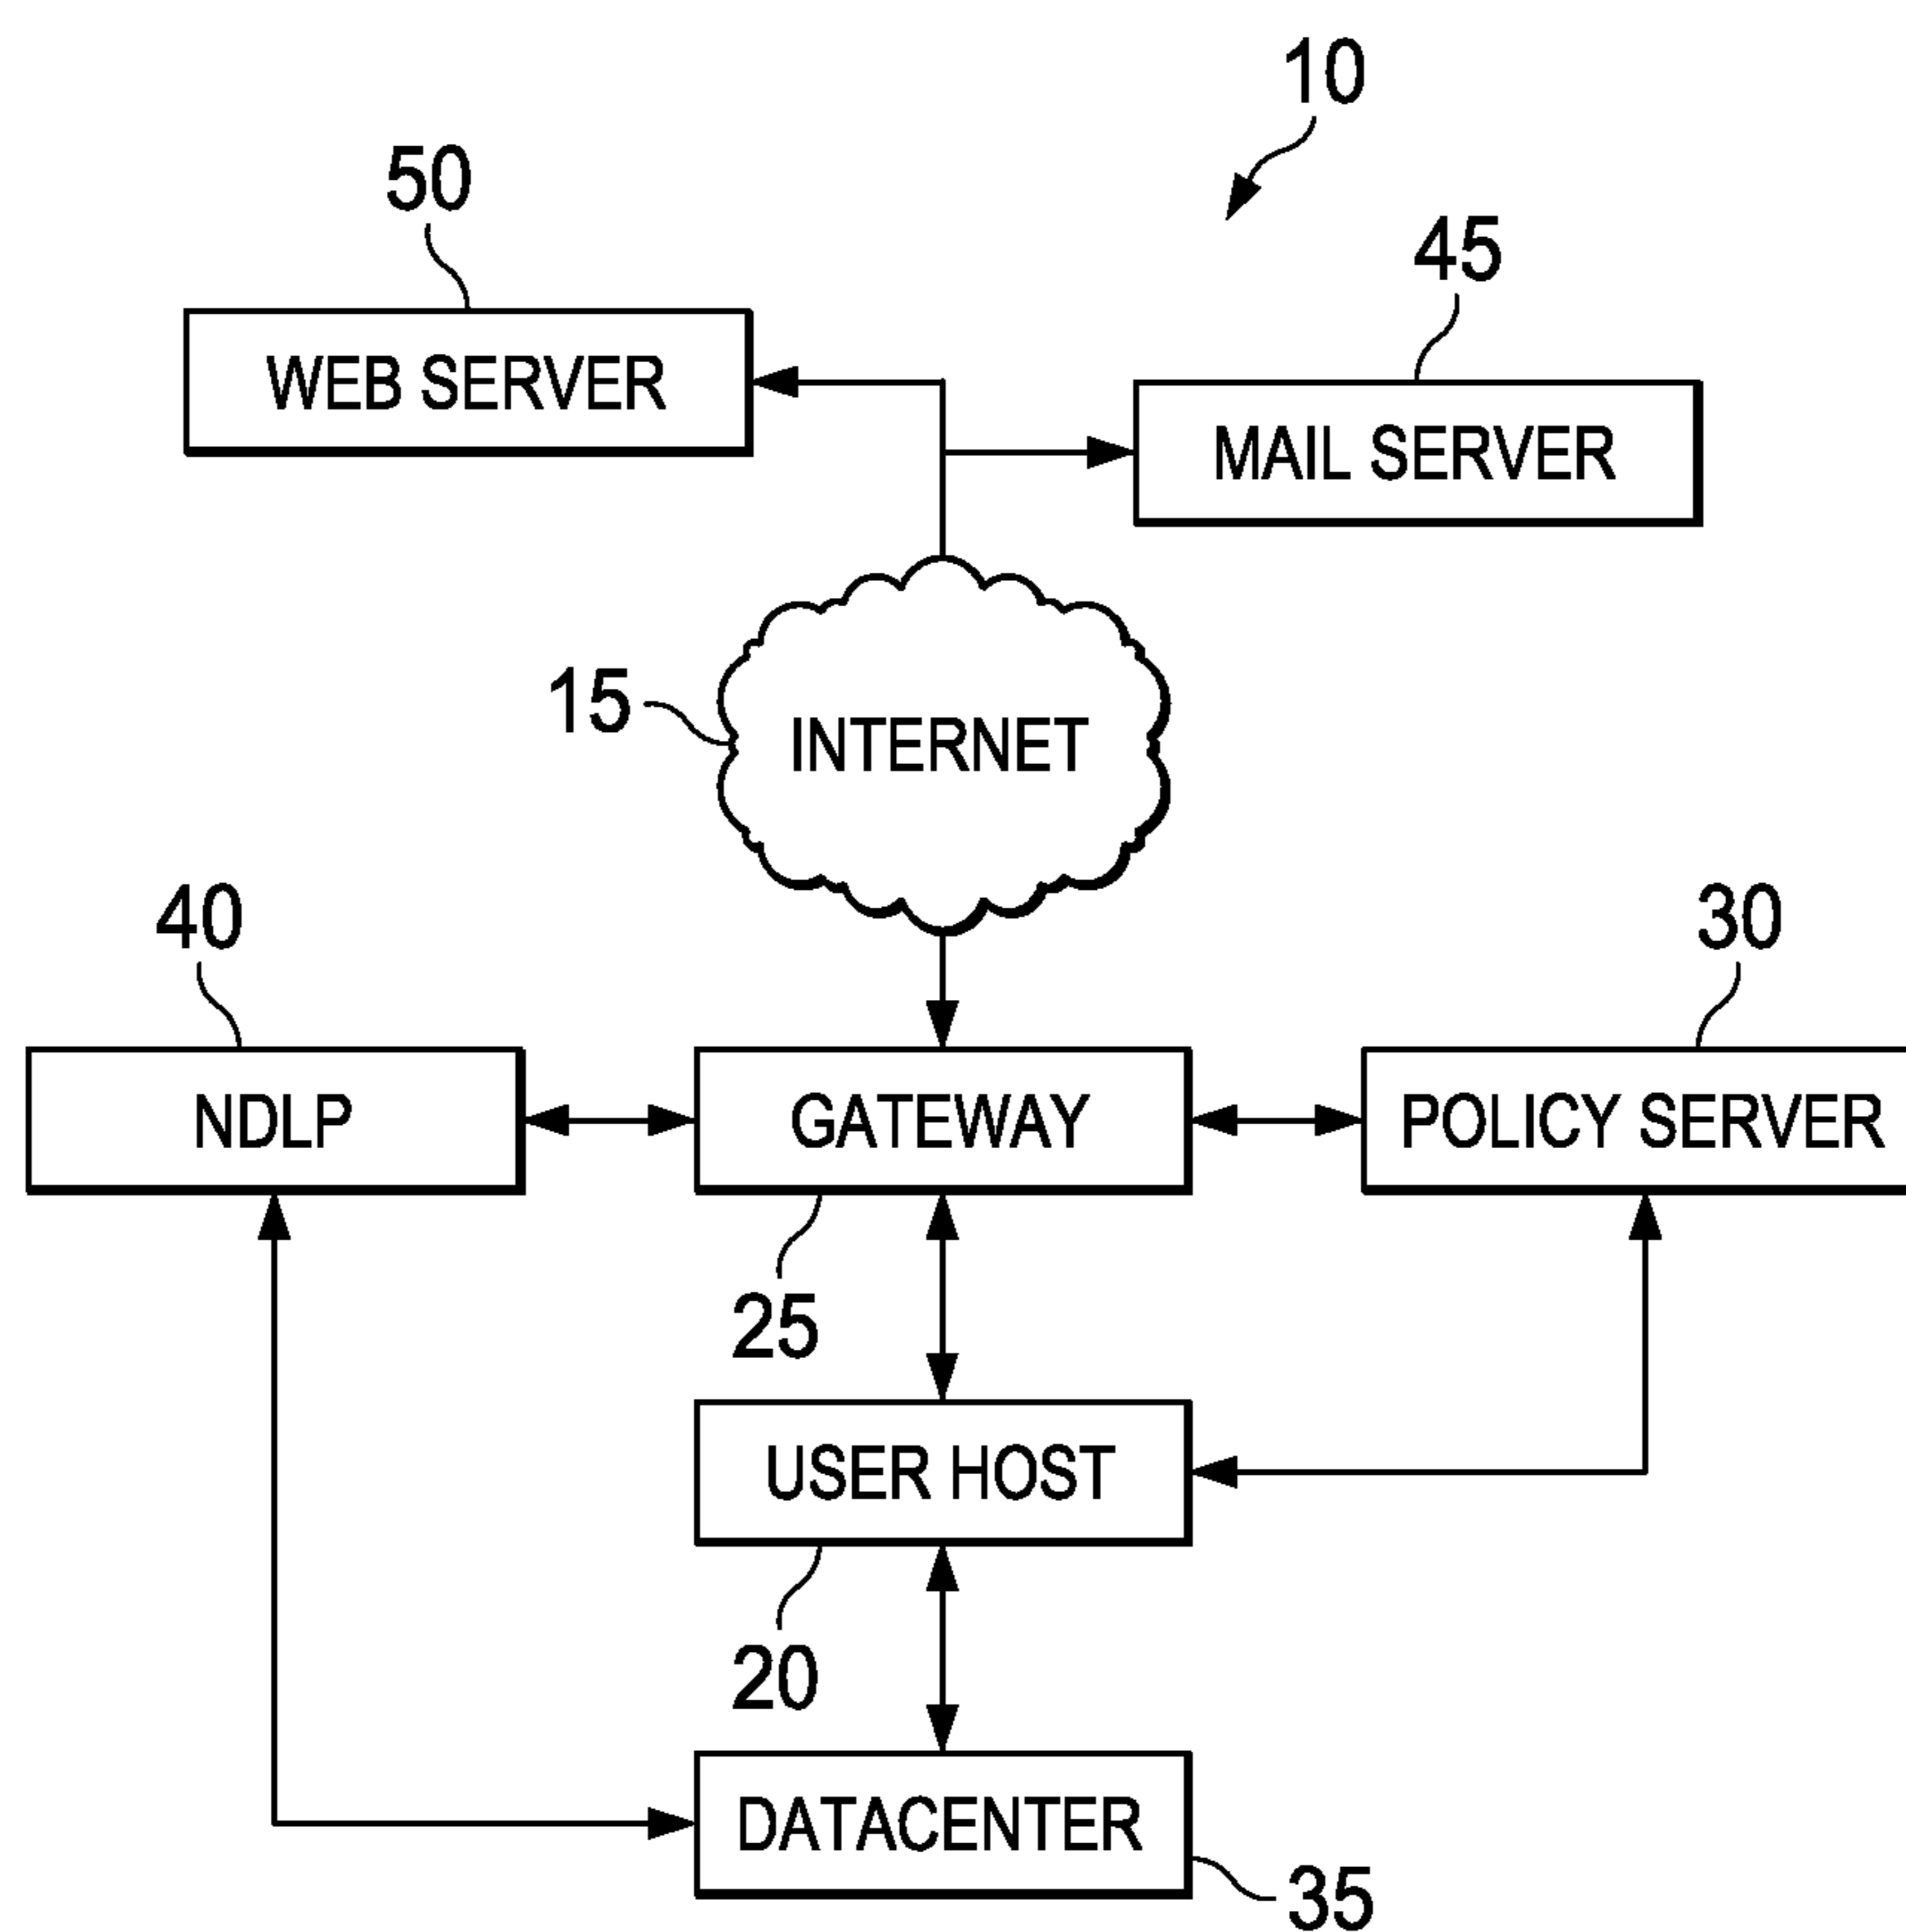 10
50
45
WEB SERVER
MAIL SERVER
15
INTERNET
40
30
NDLP
GATEWAY
POLICY SERVER
25
USER HOST
20
DATACENTER
35